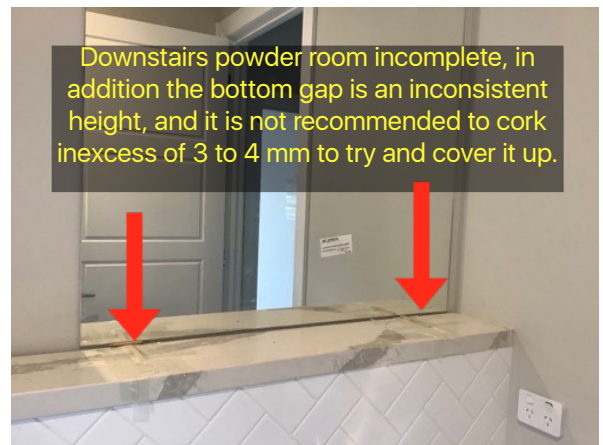 Downstairs powder room incomplete, in
addition the bottom gap is an inconsistent
height, and it is not recommended to cork
inexcess of 3 to 4 mm to try and cover it up.